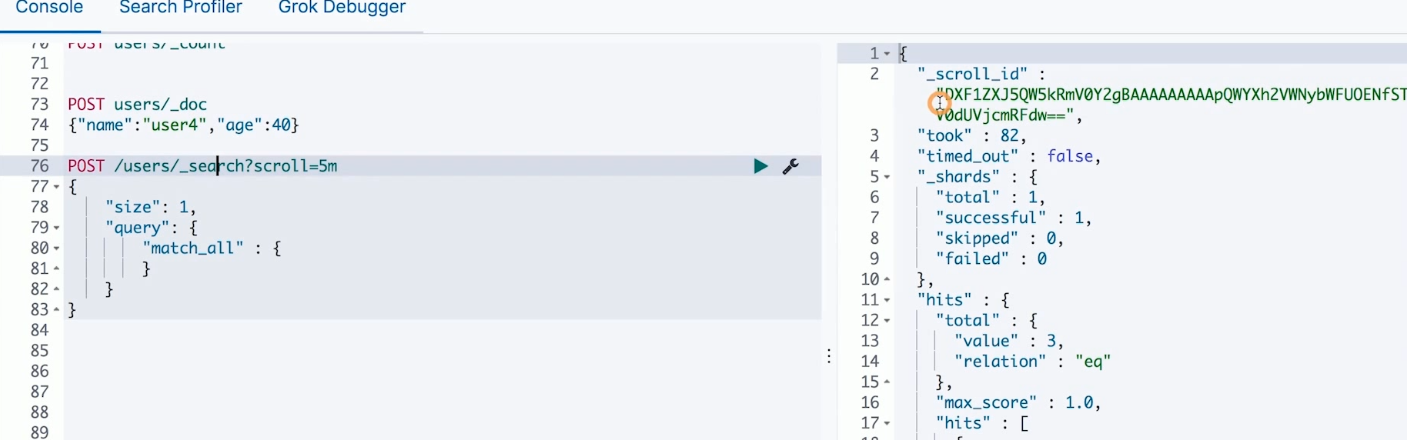 Console Search Profiler Grok Debugger
70 POST users/_count
71
72
73 POST users/_doc
74 {"name":"user4","age":40}
75
76 POST /users/_search?scroll=5m
77 {
78 "size": 1,
79 "query": {
80 "match_all" : {
81 }
82 }
83 }
84
85
86
87
88
89
1 {
2 "_scroll_id" :
"DXF1ZXJ5QW5kRmV0Y2gBAAAAAAAAApQWYXh2VWNybWFUOENfST
V0dUVjcmRFdw==",
3 "took" : 82,
4 "timed_out" : false,
5 "_shards" : {
6 "total" : 1,
7 "successful" : 1,
8 "skipped" : 0,
9 "failed" : 0
10 },
11 "hits" : {
12 "total" : {
13 "value" : 3,
14 "relation" : "eq"
15 },
16 "max_score" : 1.0,
17 "hits" : [